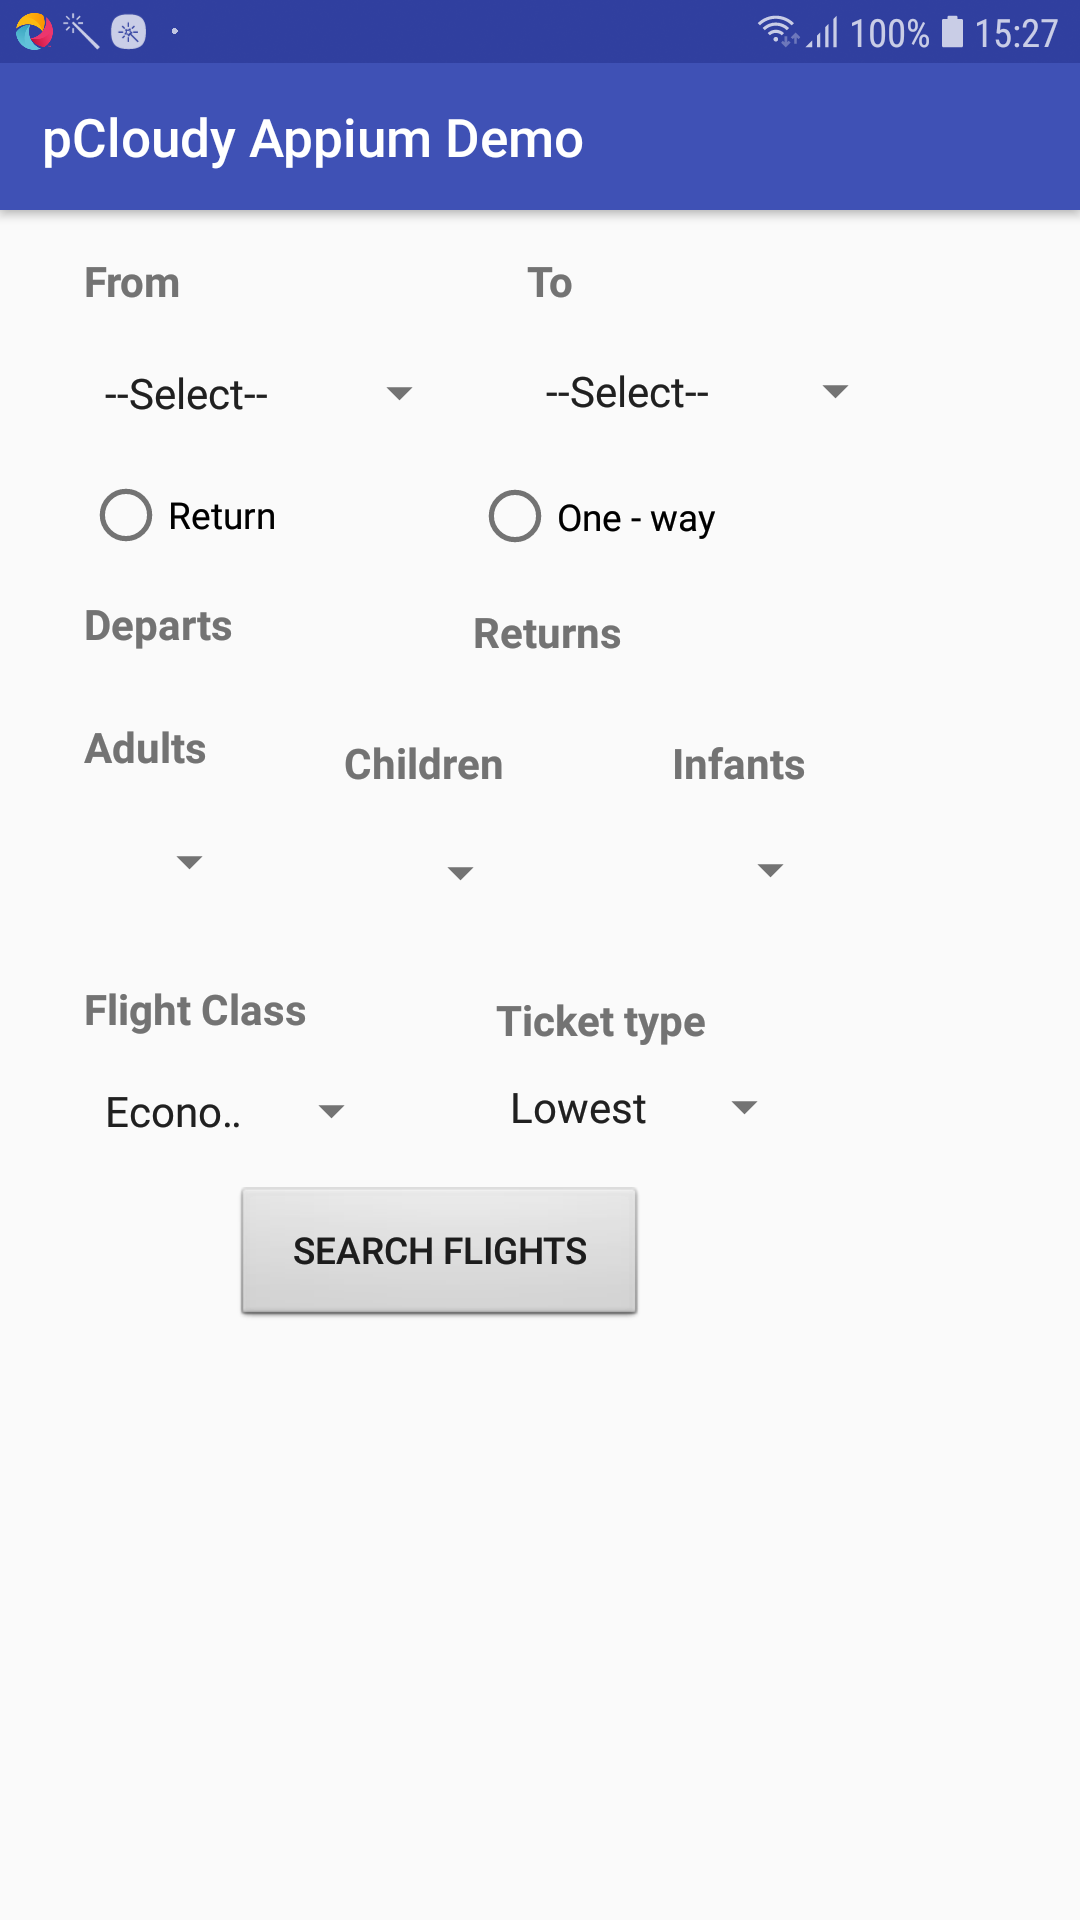 100% 15:27
pCloudy Appium Demo
From To
--Select-- --Select--
Return One - way
Departs Returns
Adults Children Infants
Flight Class Ticket type
Econo.. Lowest
SEARCH FLIGHTS